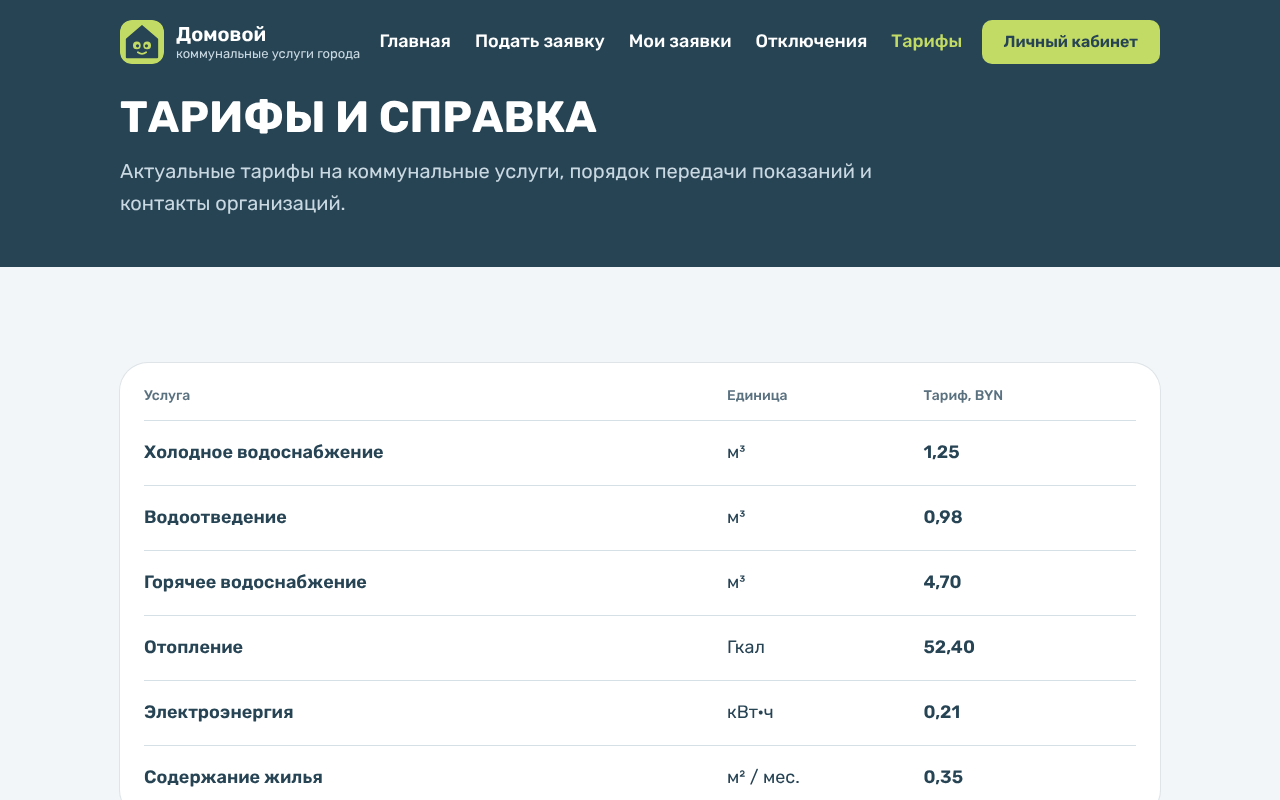 Домовой
коммунальные услуги города
Главная Подать заявку Мои заявки Отключения Тарифы Личный кабинет
ТАРИФЫ И СПРАВКА
Актуальные тарифы на коммунальные услуги, порядок передачи показаний и
контакты организаций.
Услуга Единица Тариф, BYN
Холодное водоснабжение м³ 1,25
Водоотведение м³ 0,98
Горячее водоснабжение м³ 4,70
Отопление Гкал 52,40
Электроэнергия кВт·ч 0,21
Содержание жилья м² / мес. 0,35